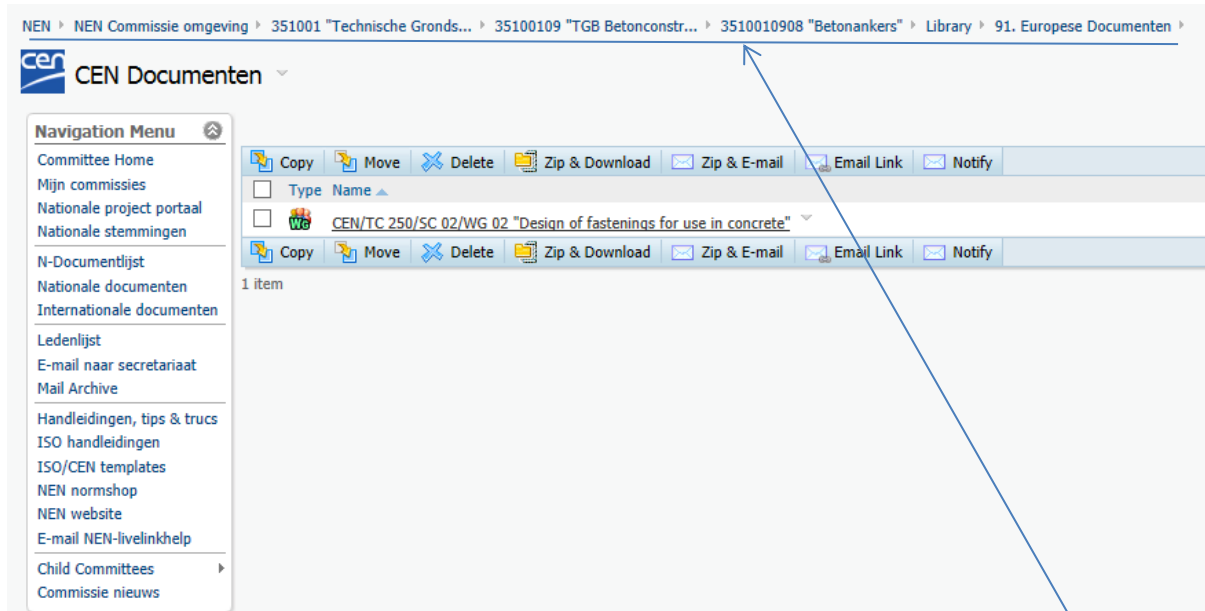 NEN NEN Commissie omgeving 351001 "Technische Gronds... 35100109 "TGB Betonconstr... 3510010908 "Betonankers" Library 91. Europese Documenten
cen
CEN Documenten
Navigation Menu
Committee Home
Mijn commissies
Nationale project portaal
Nationale stemmingen
N-Documentlijst
Nationale documenten
Internationale documenten
Ledenlijst
E-mail naar secretariaat
Mail Archive
Handleidingen, tips & trucs
ISO handleidingen
ISO/CEN templates
NEN normshop
NEN website
E-mail NEN-livelinkhelp
Child Committees
Commissie nieuws
Copy Move Delete Zip & Download Zip & E-mail Email Link Notify
Type Name
WG CEN/TC 250/SC 02/WG 02 "Design of fastenings for use in concrete"
Copy Move Delete Zip & Download Zip & E-mail Email Link Notify
1 item